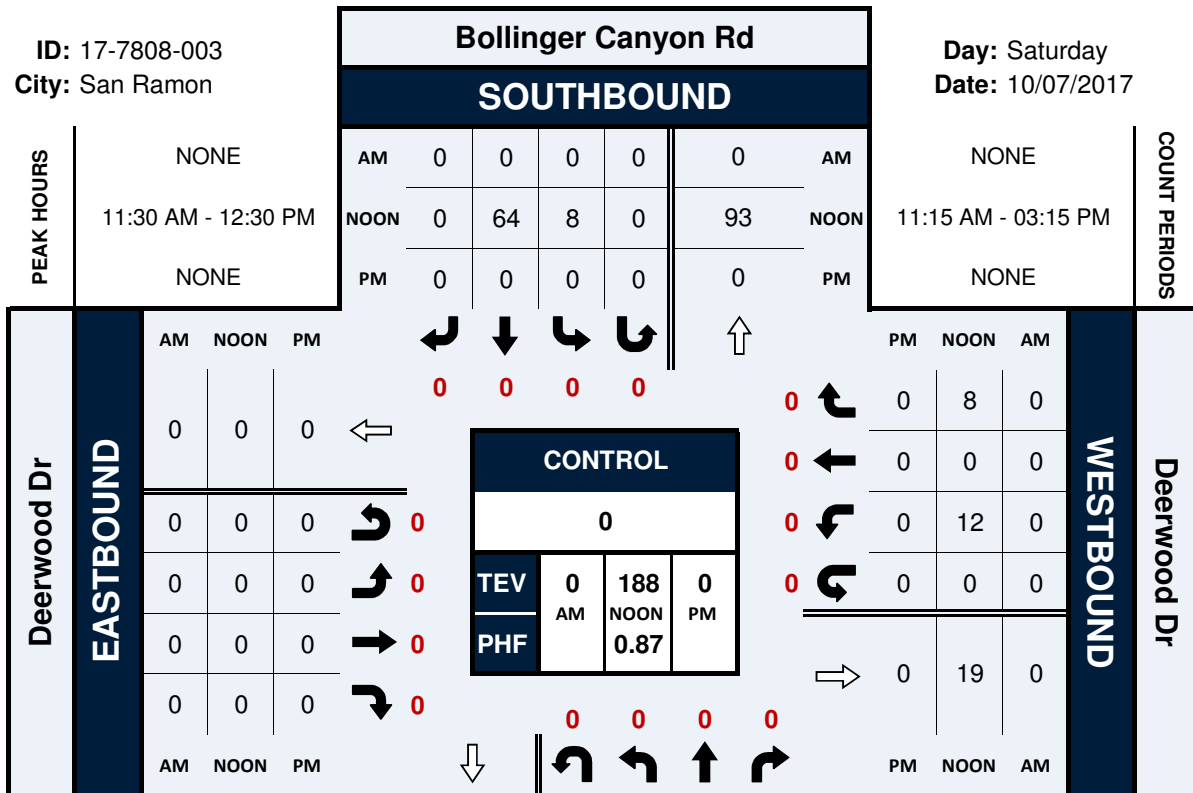 Bollinger Canyon Rd
ID: 17-7808-003
Day: Saturday
City: San Ramon
Date: 10/07/2017
SOUTHBOUND
PEAK HOURS
NONE
AM 0 0 0 0 0 AM
NONE
COUNT PERIODS
11:30 AM - 12:30 PM
NOON 0 64 8 0 93 NOON
11:15 AM - 03:15 PM
NONE
PM 0 0 0 0 0 PM
NONE
AM NOON PM
PM NOON AM
0 0 0 0
0 0 8 0
0 0 0
0 0 0 0
Deerwood Dr
EASTBOUND
CONTROL
0
WESTBOUND
Deerwood Dr
0 0 0 0
0 0 12 0
0 0 0 0
0 0 0 0
TEV 0 188 0
AM NOON PM
PHF 0.87
0 0 0 0
0 19 0
0 0 0 0
0 0 0 0
AM NOON PM
PM NOON AM